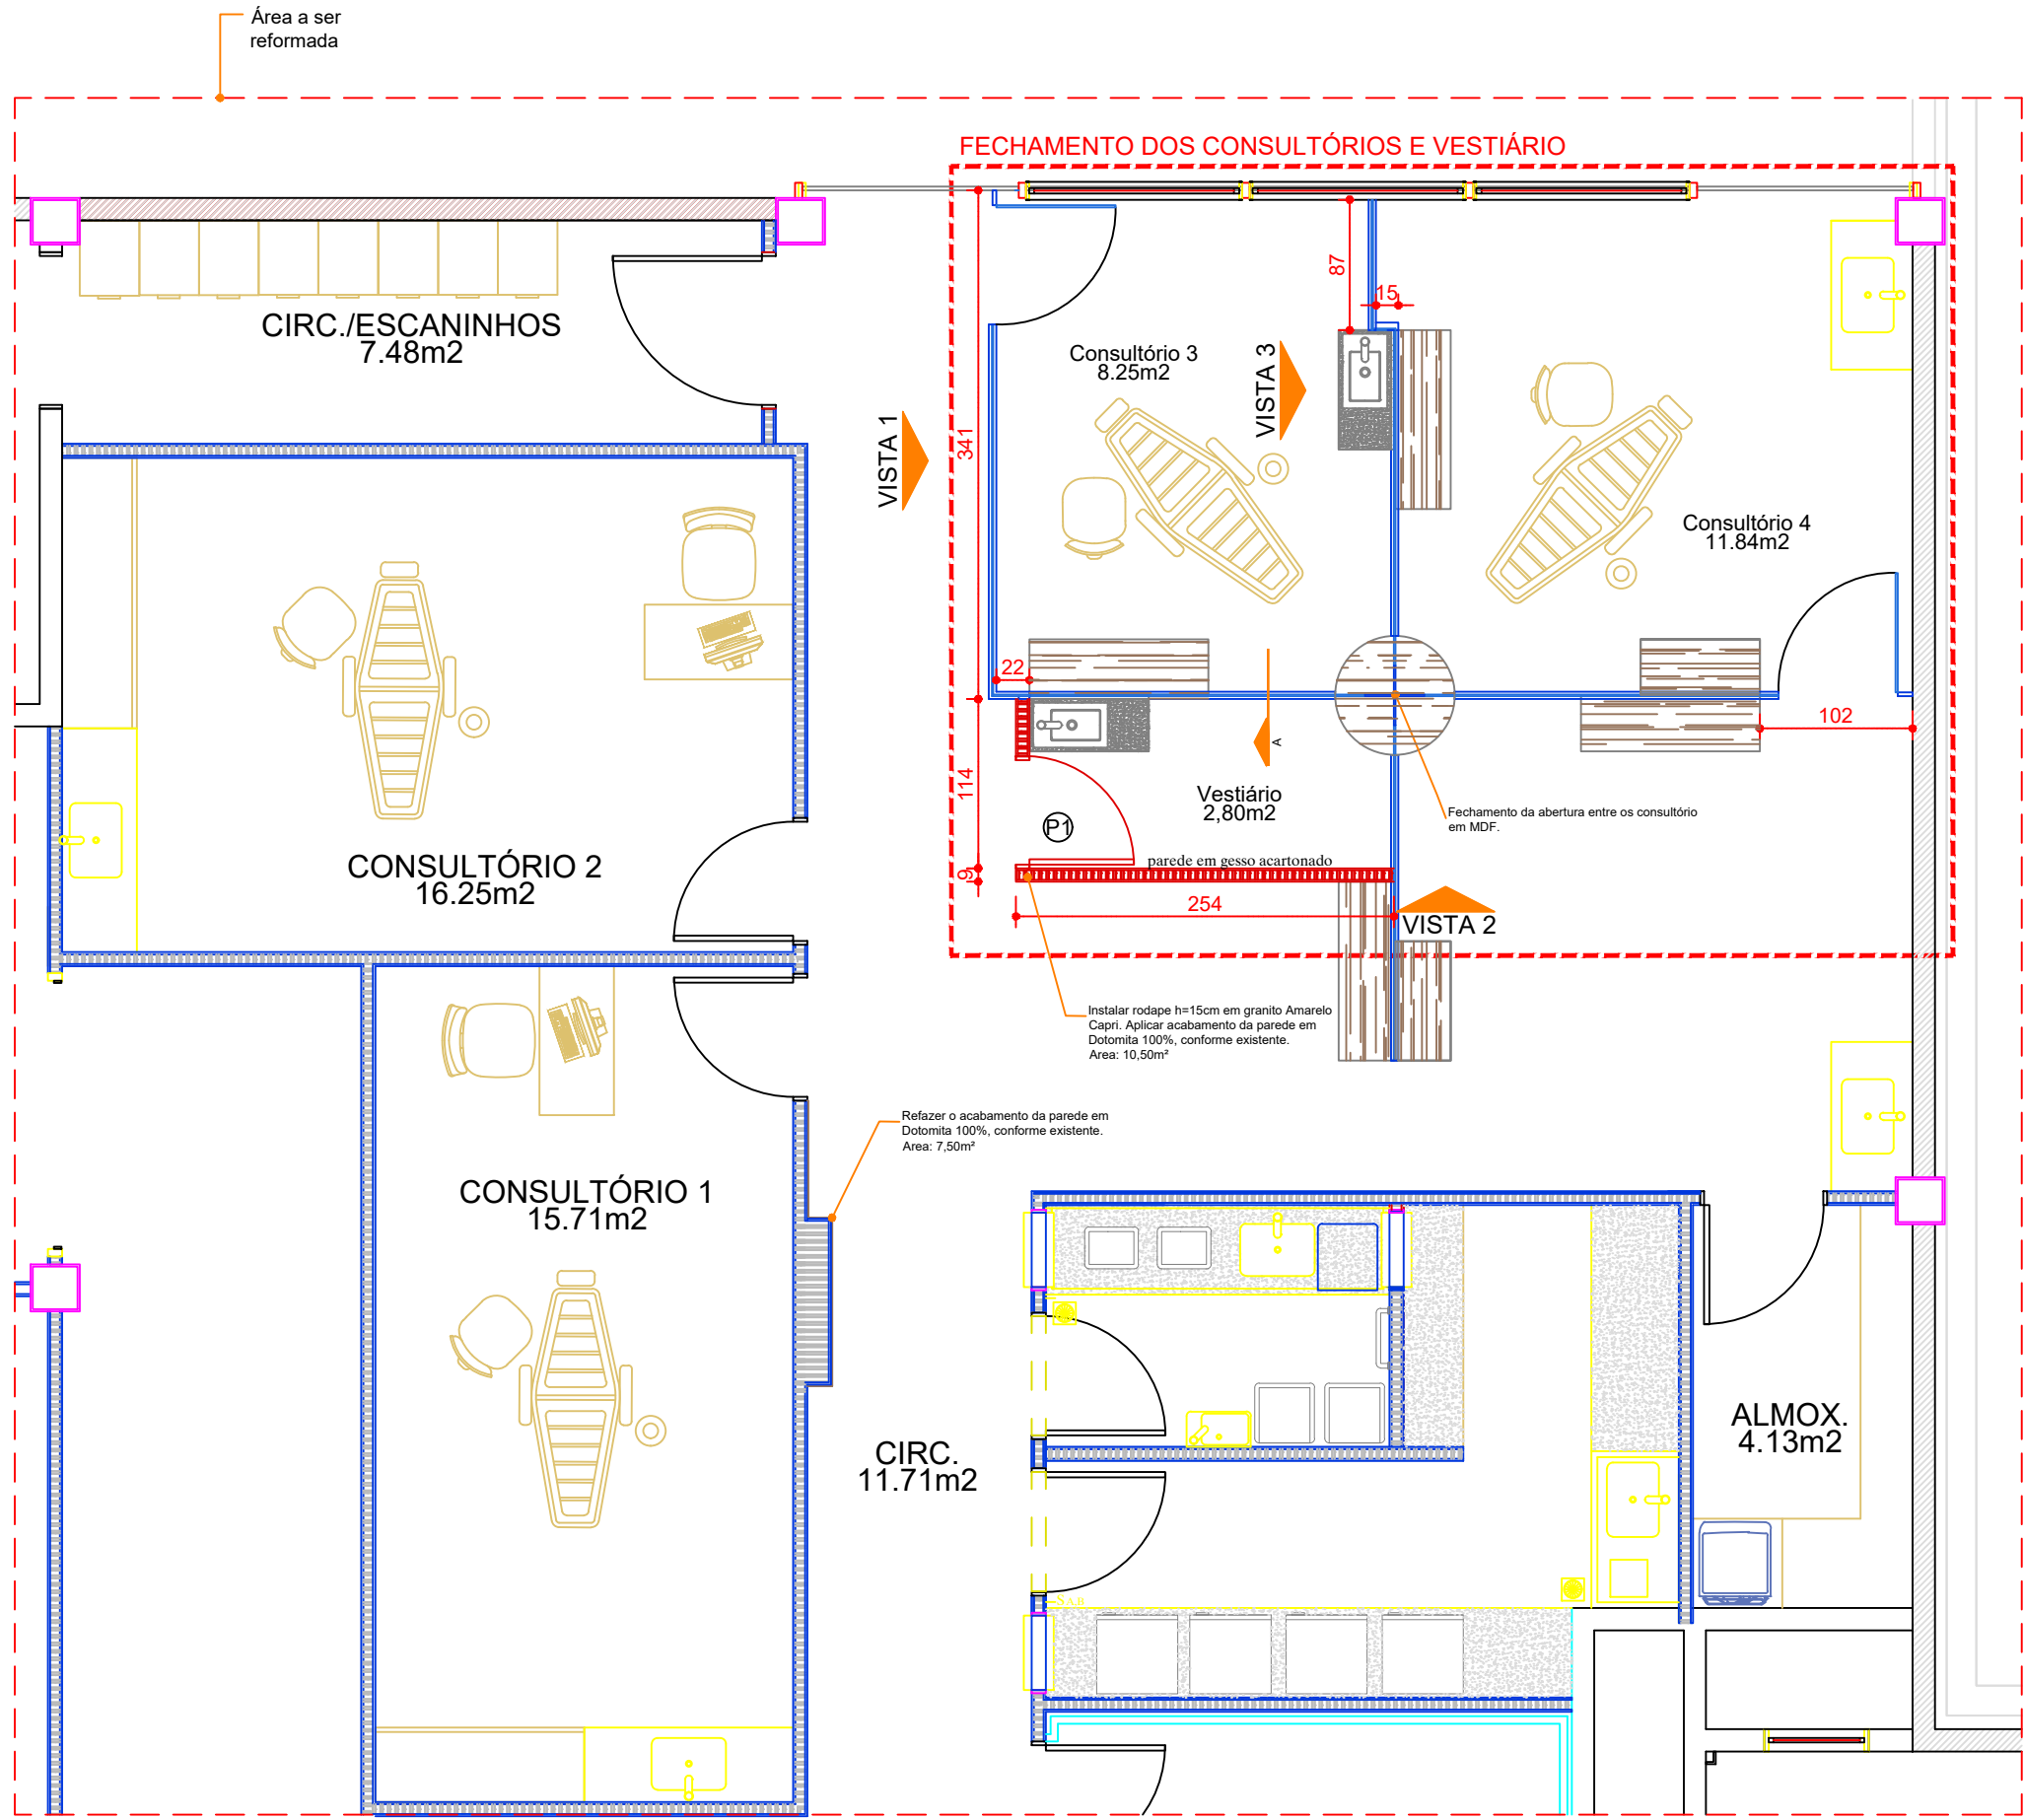 Área a ser
reformada
FECHAMENTO DOS CONSULTÓRIOS E VESTIÁRIO
CIRC./ESCANINHOS
7.48m2
87
15
Consultório 3
8.25m2
VISTA 3
VISTA 1
341
Consultório 4
11.84m2
22
102
A
114
Vestiário
2,80m2
P1
Fechamento da abertura entre os consultório
em MDF.
parede em gesso acartonado
9
254
VISTA 2
CONSULTÓRIO 2
16.25m2
Instalar rodape h=15cm em granito Amarelo
Capri. Aplicar acabamento da parede em
Dotomita 100%, conforme existente.
Area: 10,50m²
Refazer o acabamento da parede em
Dotomita 100%, conforme existente.
Area: 7,50m²
CONSULTÓRIO 1
15.71m2
CIRC.
11.71m2
ALMOX.
4.13m2